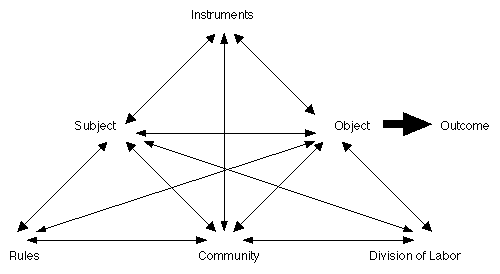 Instruments
Subject
Object
Outcome
Rules
Community
Division of Labor